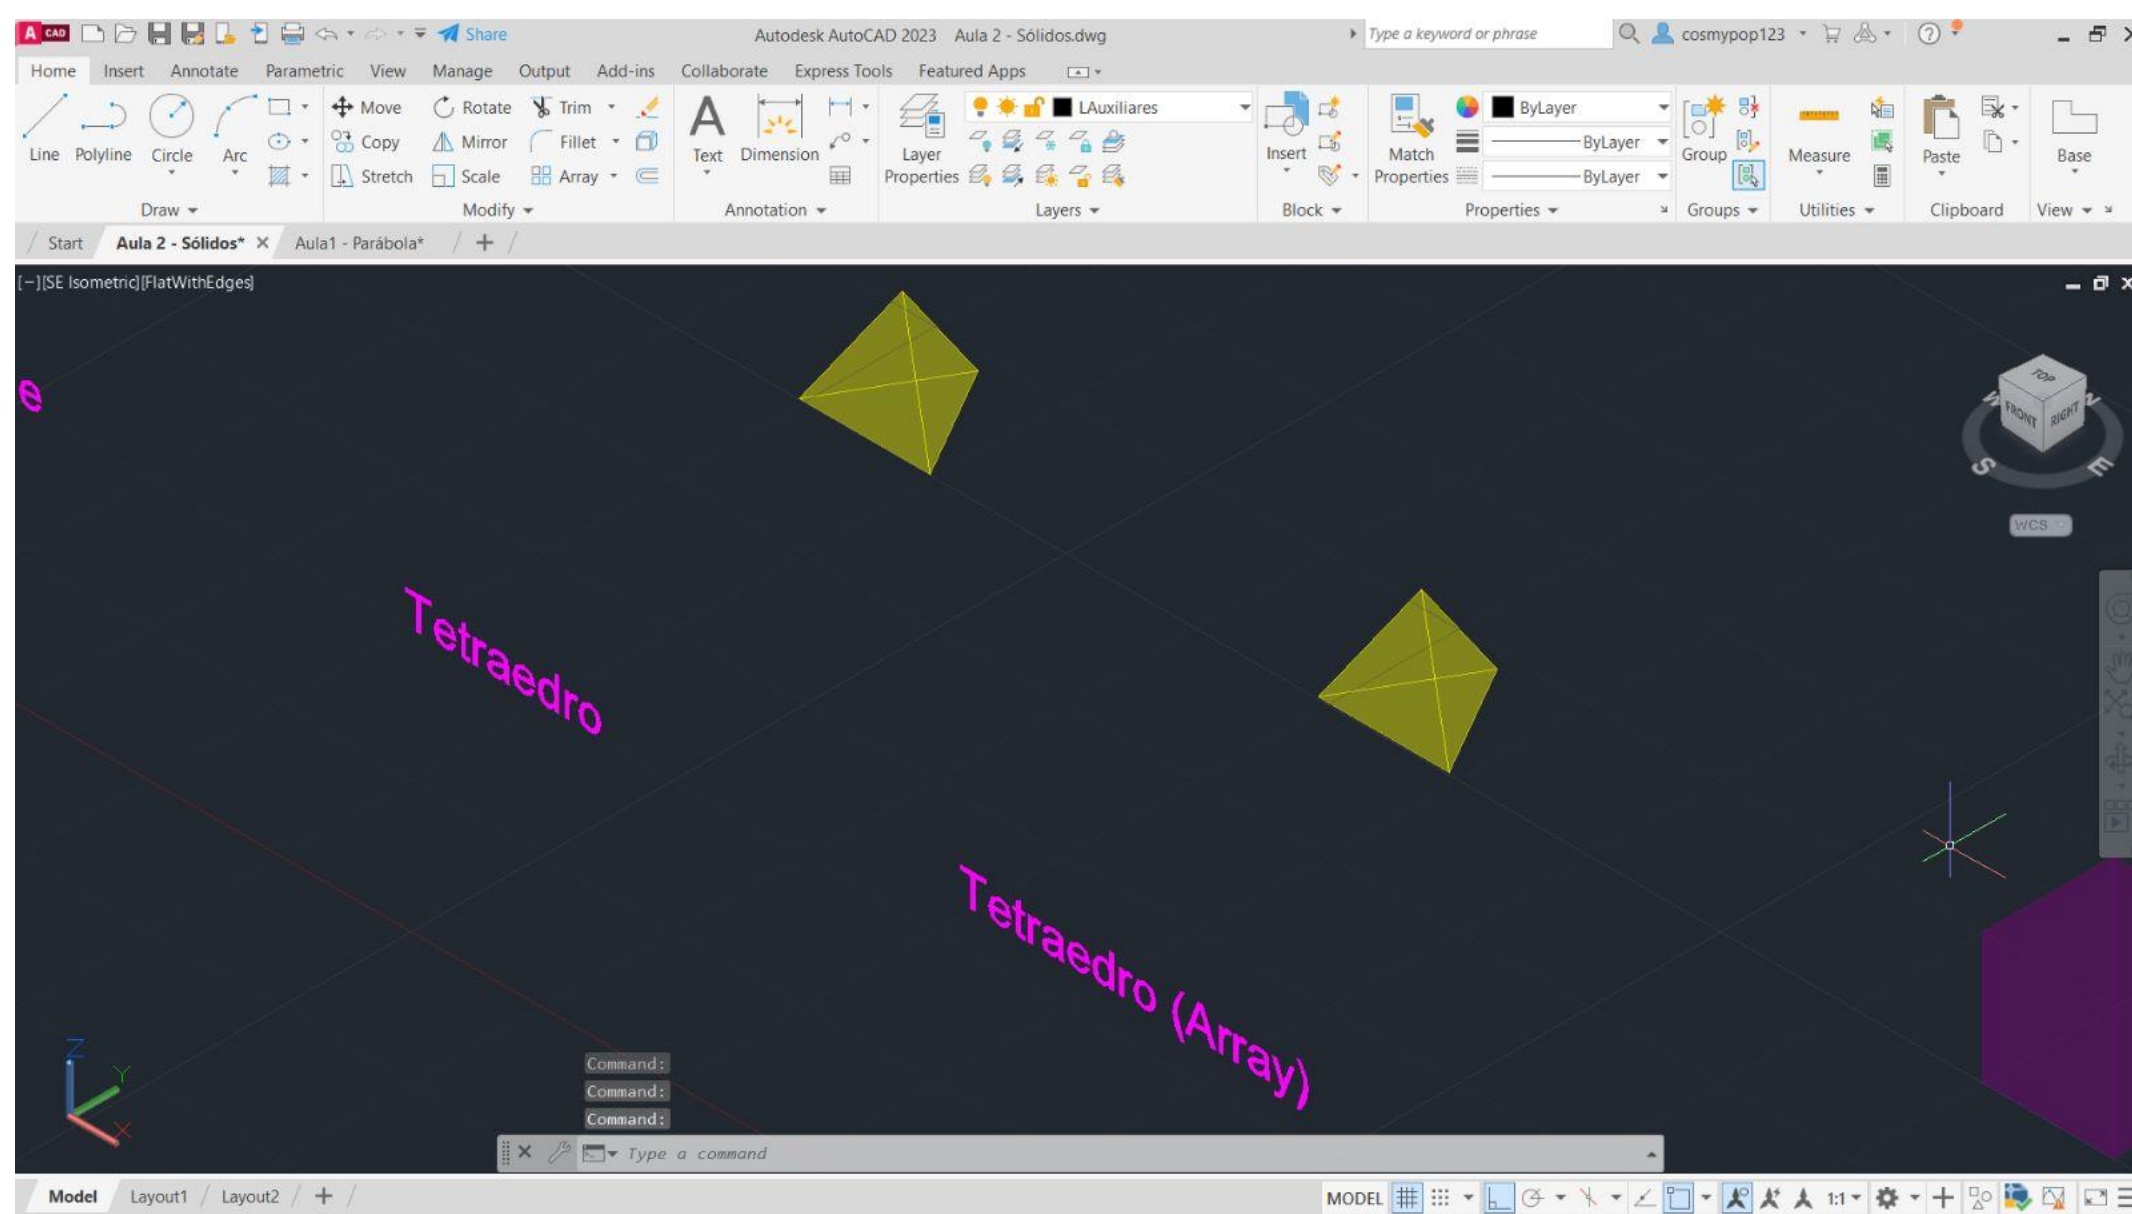 A CAD
Share
Autodesk AutoCAD 2023 Aula 2 - Sólidos.dwg
Type a keyword or phrase
cosmypop123
Home Insert Annotate Parametric View Manage Output Add-ins Collaborate Express Tools Featured Apps
Line Polyline Circle Arc
Move Rotate Trim
Copy Mirror Fillet
Stretch Scale Array
Text Dimension
Layer Properties
LAuxiliares
Insert
Match Properties
ByLayer
ByLayer
ByLayer
Group
Measure
Paste
Base
Draw Modify Annotation Layers Block Properties Groups Utilities Clipboard View
Start Aula 2 - Sólidos* Aula1 - Parábola*
[−][SE Isometric][FlatWithEdges]
e
TOP
FRONT RIGHT
W N
S E
WCS
Tetraedro
Tetraedro (Array)
Z
Y
X
Command:
Command:
Command:
Type a command
Model Layout1 Layout2
MODEL
1:1